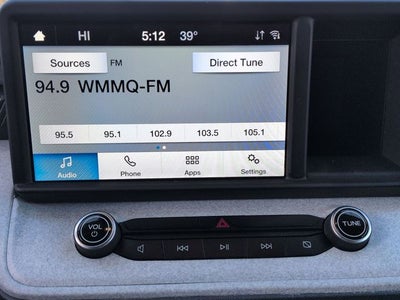 HI 5:12 39°
Sources FM Direct Tune
94.9 WMMQ-FM
95.5 95.1 102.9 103.5 105.1
Audio Phone Apps Settings
VOL TUNE